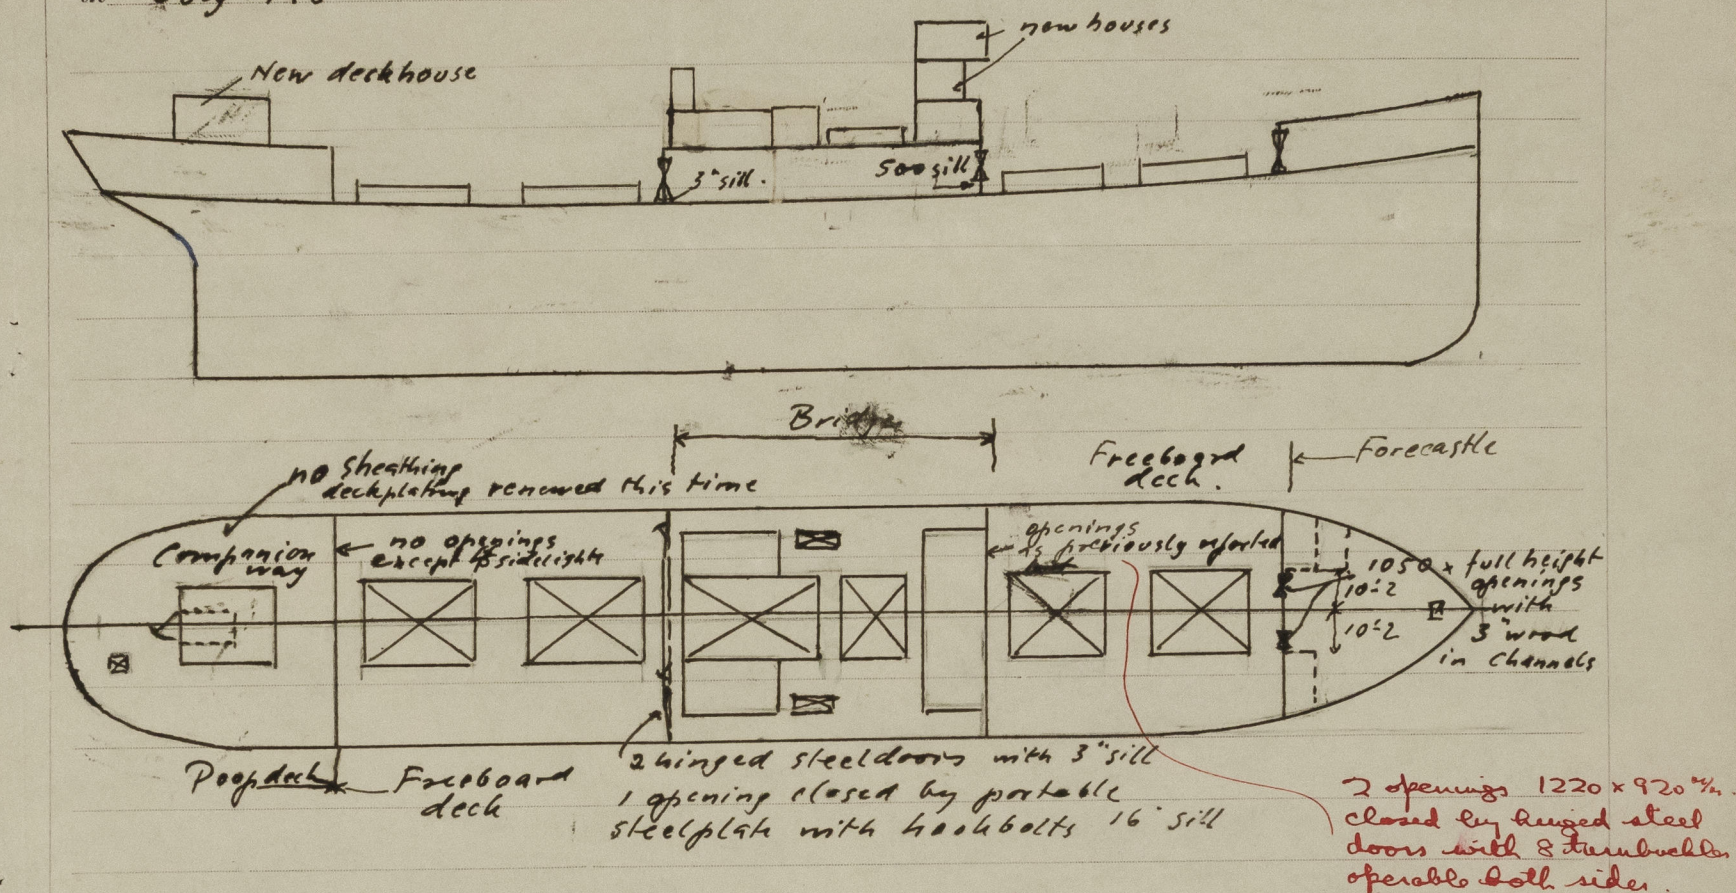 new houses
New deckhouse
3" sill.
500 sill
Bridge
Freeboard
deck.
Forecastle
no sheathing
deckplating renewed this time
Companion
way
no openings
except sidelights
openings
as previously reported
1050 x full height
openings
with
3" wood
in channels
10'-2
10'-2
Poopdeck
Freeboard
deck
2 hinged steeldoors with 3" sill
1 opening closed by portable
steelplate with hookbolts 16" sill
2 openings 1220 x 920 m/m.
closed by hinged steel
doors with 8 turnbuckles
operable both sides.